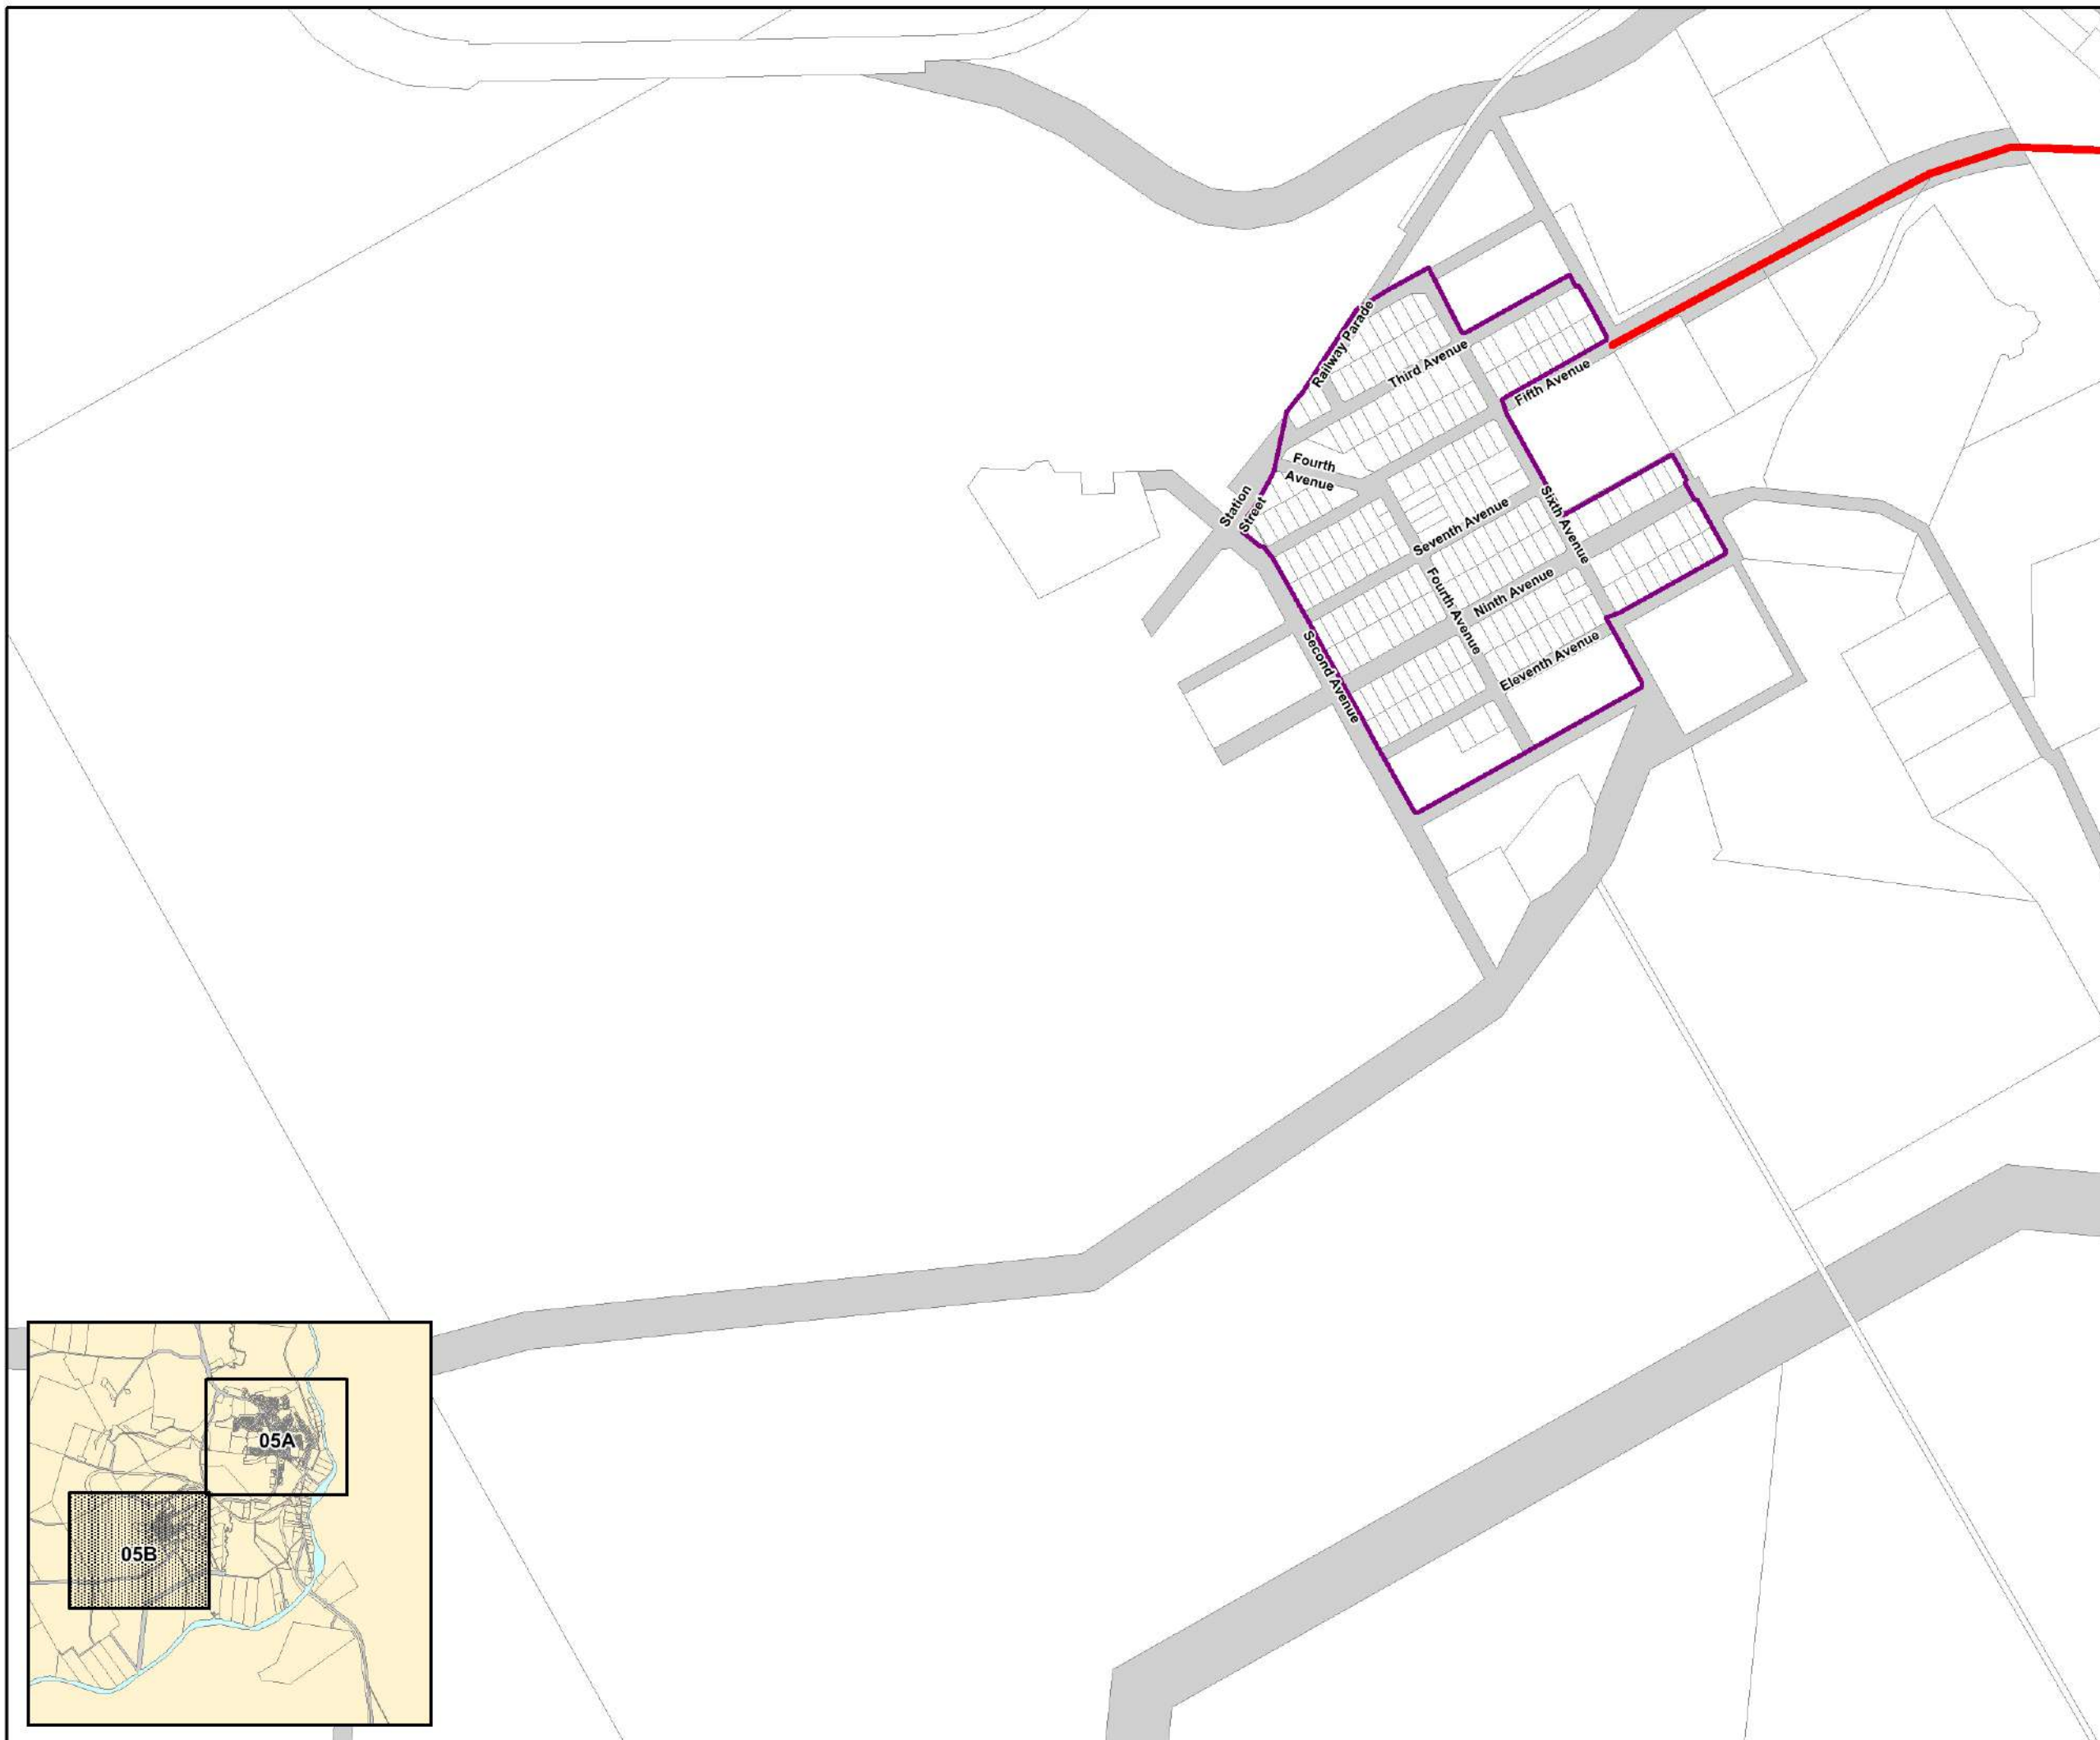 Railway Parade
Third Avenue
Fifth Avenue
Fourth
Avenue
Station
Street
Sixth Avenue
Seventh Avenue
Fourth Avenue
Ninth Avenue
Second Avenue
Eleventh Avenue
05A
05B